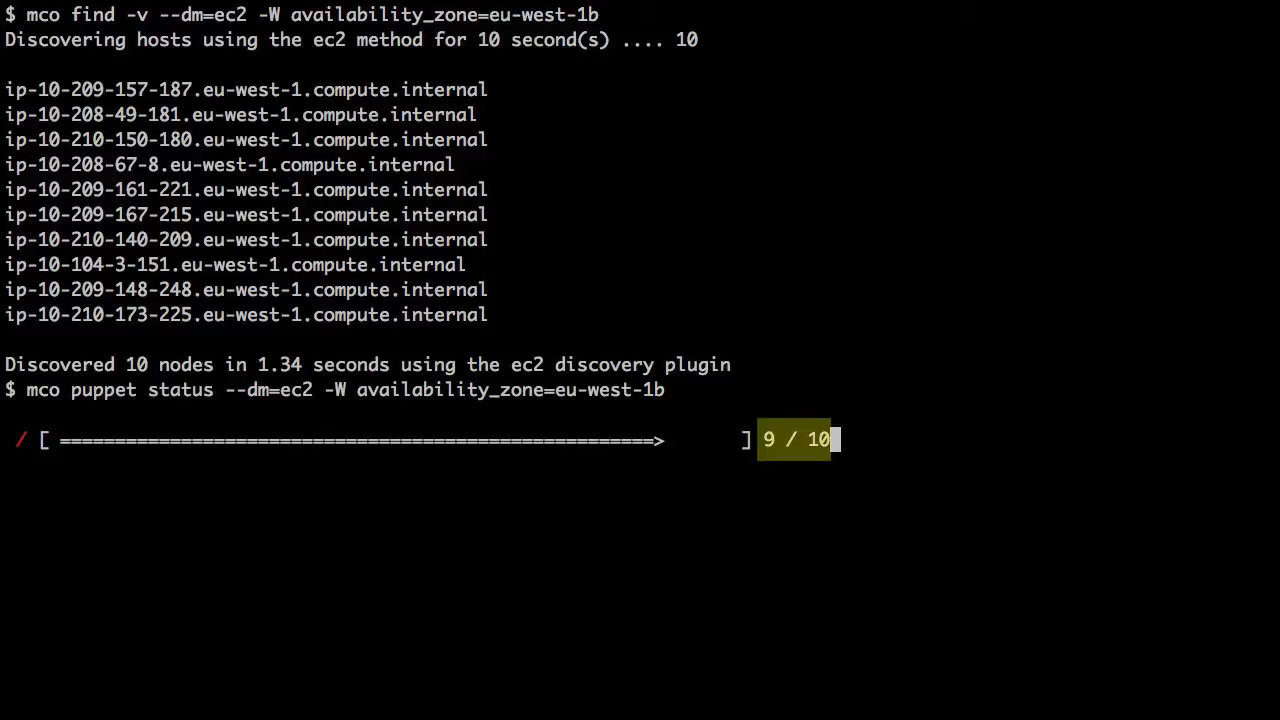 $ mco find -v --dm=ec2 -W availability_zone=eu-west-1b
Discovering hosts using the ec2 method for 10 second(s) .... 10
ip-10-209-157-187.eu-west-1.compute.internal
ip-10-208-49-181.eu-west-1.compute.internal
ip-10-210-150-180.eu-west-1.compute.internal
ip-10-208-67-8.eu-west-1.compute.internal
ip-10-209-161-221.eu-west-1.compute.internal
ip-10-209-167-215.eu-west-1.compute.internal
ip-10-210-140-209.eu-west-1.compute.internal
ip-10-104-3-151.eu-west-1.compute.internal
ip-10-209-148-248.eu-west-1.compute.internal
ip-10-210-173-225.eu-west-1.compute.internal
Discovered 10 nodes in 1.34 seconds using the ec2 discovery plugin
$ mco puppet status --dm=ec2 -W availability_zone=eu-west-1b
/ [ ======================================================> ] 9 / 10